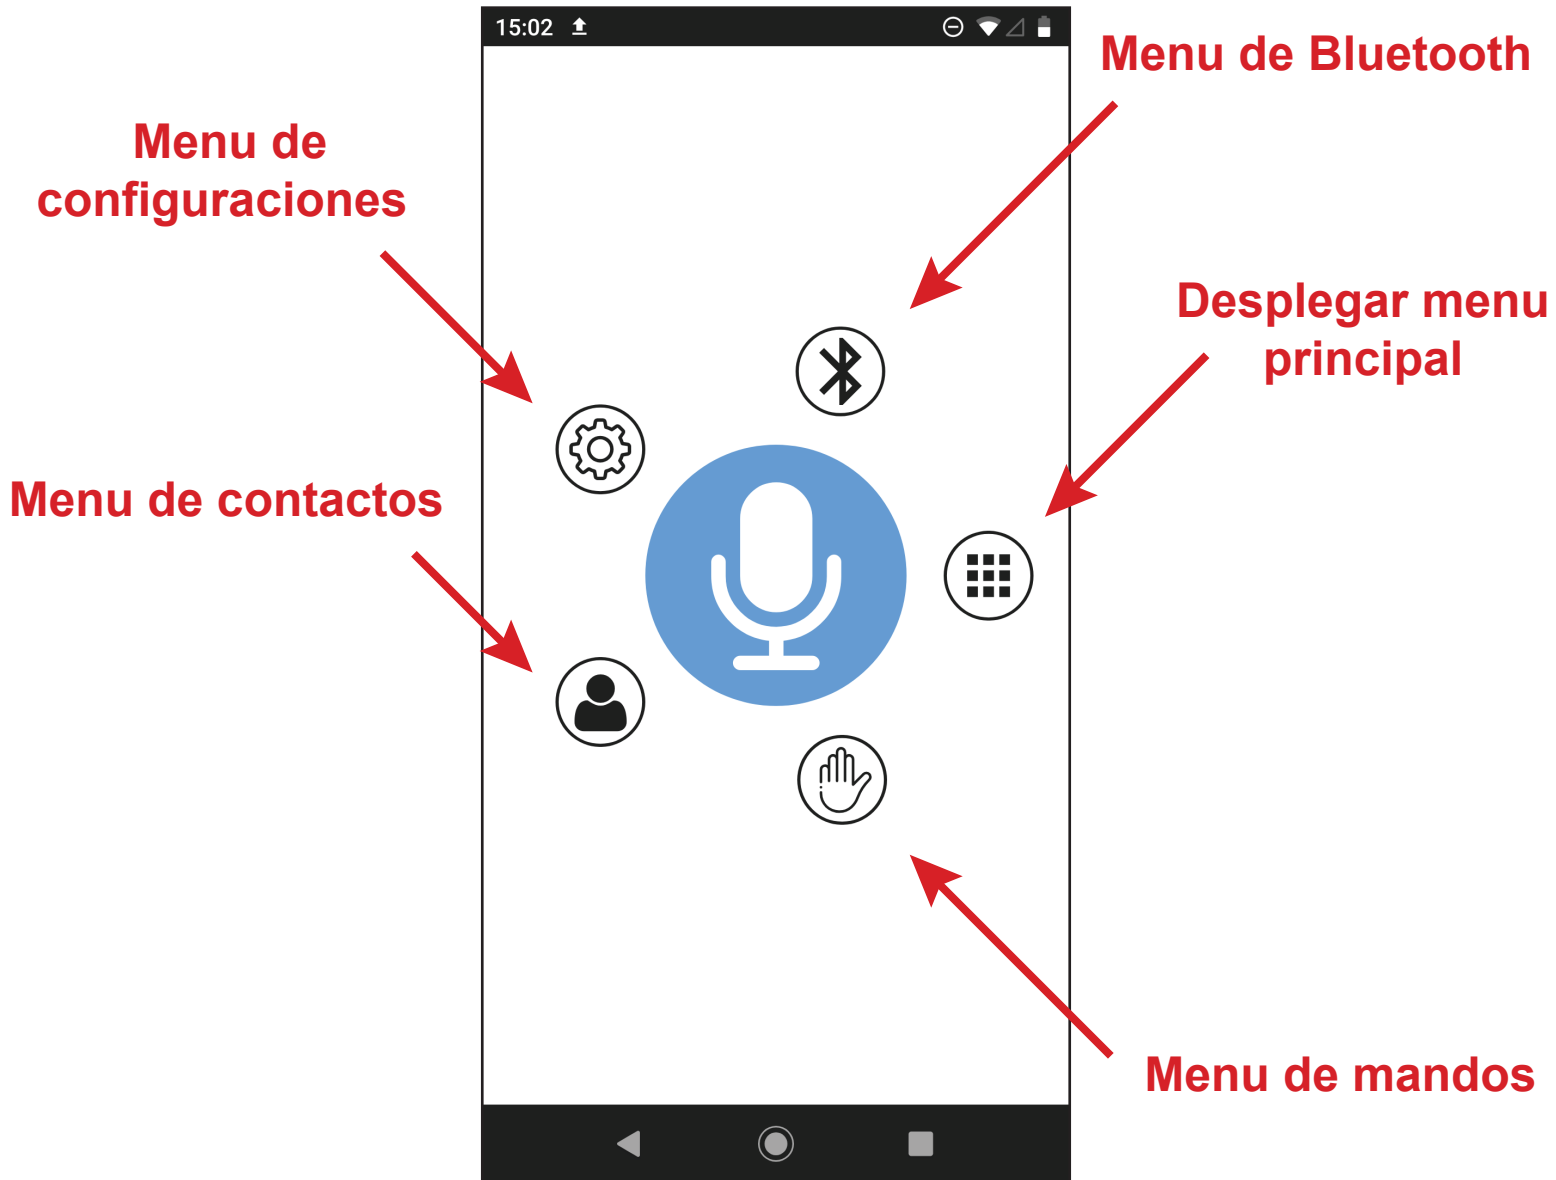 15:02
Menu de Bluetooth
Menu de
configuraciones
Desplegar menu
principal
Menu de contactos
Menu de mandos